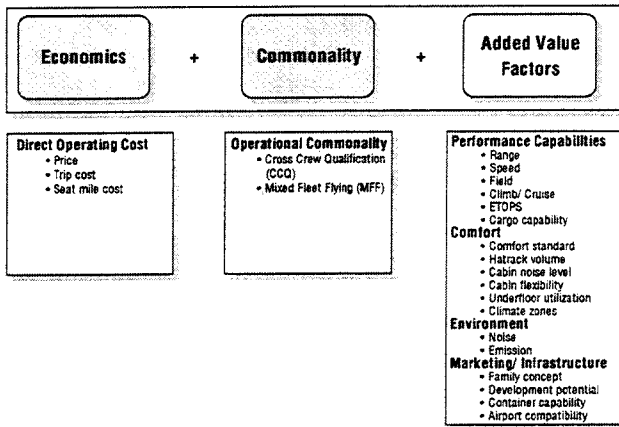 Economics + Commonality + Added Value
Factors
Direct Operating Cost
• Price
• Trip cost
• Seat mile cost
Operational Commonality
• Cross Crew Qualification
(CCQ)
• Mixed Fleet Flying (MFF)
Performance Capabilities
• Range
• Speed
• Field
• Climb/ Cruise
• ETOPS
• Cargo capability
Comfort
• Comfort standard
• Hatrack volume
• Cabin noise level
• Cabin flexibility
• Underfloor utilization
• Climate zones
Environment
• Noise
• Emission
Marketing/ Infrastructure
• Family concept
• Development potential
• Container capability
• Airport compatibility